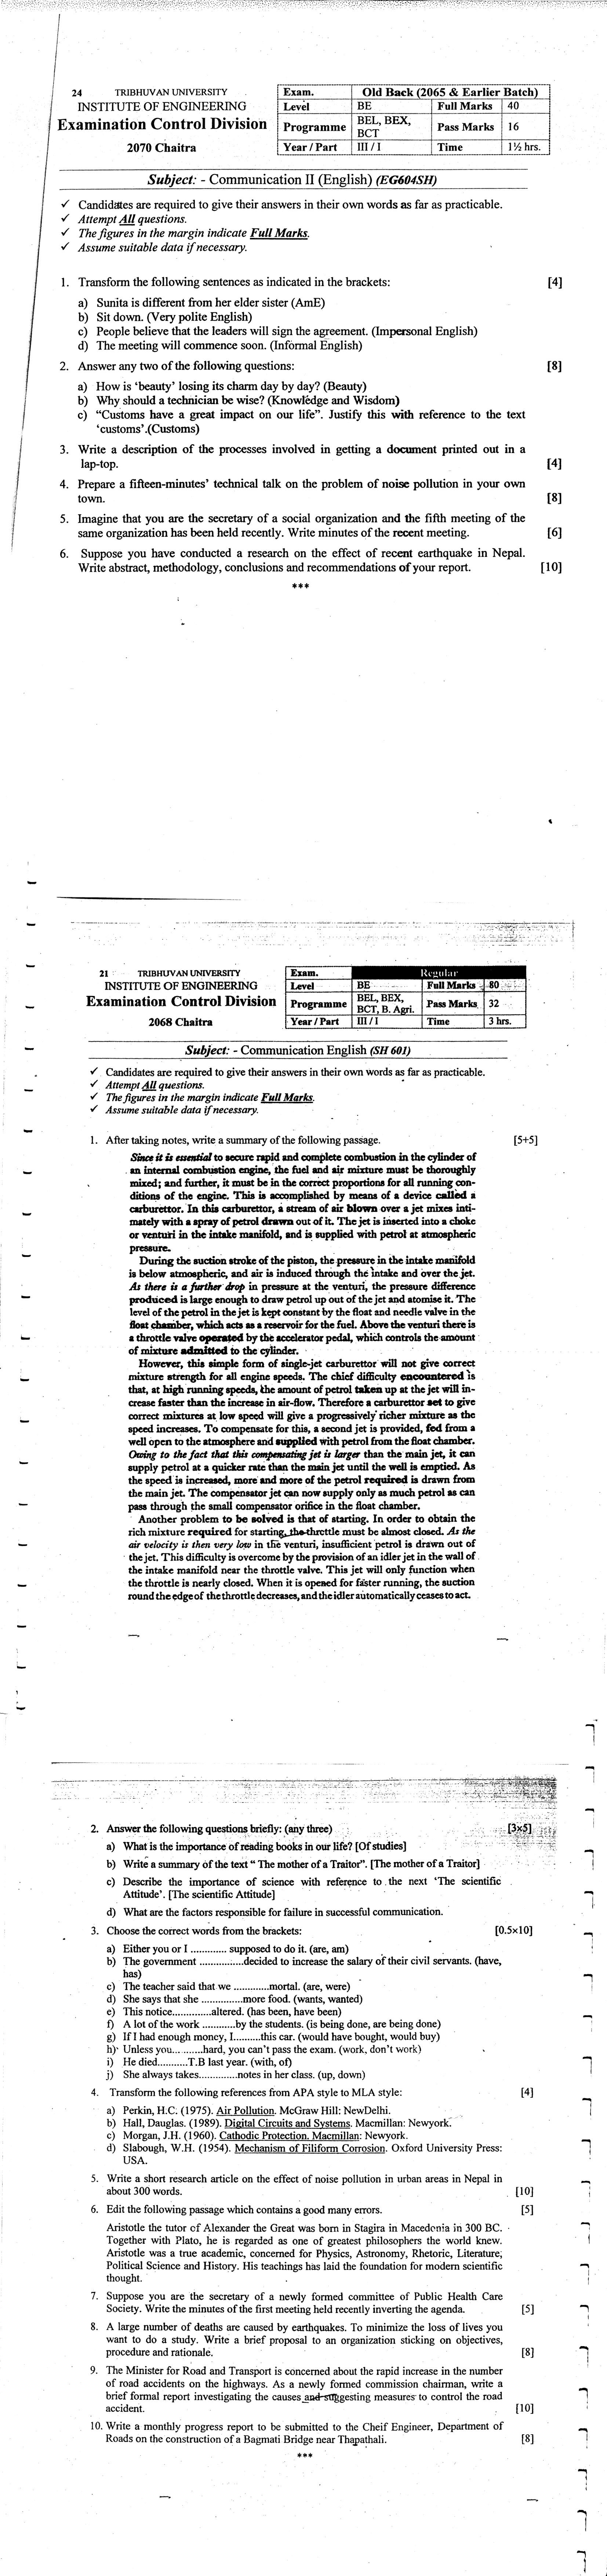 24 TRIBHUVAN UNIVERSITY
INSTITUTE OF ENGINEERING
Examination Control Division
2070 Chaitra
Exam. Old Back (2065 & Earlier Batch)
Level BE Full Marks 40
Programme BEL, BEX, BCT Pass Marks 16
Year / Part III / I Time 1½ hrs.
Subject: - Communication II (English) (EG604SH)
✓ Candidates are required to give their answers in their own words as far as practicable.
✓ Attempt All questions.
✓ The figures in the margin indicate Full Marks.
✓ Assume suitable data if necessary.
1. Transform the following sentences as indicated in the brackets: [4]
a) Sunita is different from her elder sister (AmE)
b) Sit down. (Very polite English)
c) People believe that the leaders will sign the agreement. (Impersonal English)
d) The meeting will commence soon. (Informal English)
2. Answer any two of the following questions: [8]
a) How is 'beauty' losing its charm day by day? (Beauty)
b) Why should a technician be wise? (Knowledge and Wisdom)
c) "Customs have a great impact on our life". Justify this with reference to the text
'customs'.(Customs)
3. Write a description of the processes involved in getting a document printed out in a
lap-top. [4]
4. Prepare a fifteen-minutes' technical talk on the problem of noise pollution in your own
town. [8]
5. Imagine that you are the secretary of a social organization and the fifth meeting of the
same organization has been held recently. Write minutes of the recent meeting. [6]
6. Suppose you have conducted a research on the effect of recent earthquake in Nepal.
Write abstract, methodology, conclusions and recommendations of your report. [10]
***
21 TRIBHUVAN UNIVERSITY
INSTITUTE OF ENGINEERING
Examination Control Division
2068 Chaitra
Exam. Regular
Level BE Full Marks 80
Programme BEL, BEX, BCT, B. Agri. Pass Marks 32
Year / Part III / I Time 3 hrs.
Subject: - Communication English (SH 601)
✓ Candidates are required to give their answers in their own words as far as practicable.
✓ Attempt All questions.
✓ The figures in the margin indicate Full Marks.
✓ Assume suitable data if necessary.
1. After taking notes, write a summary of the following passage. [5+5]
Since it is essential to secure rapid and complete combustion in the cylinder of
an internal combustion engine, the fuel and air mixture must be thoroughly
mixed; and further, it must be in the correct proportions for all running con-
ditions of the engine. This is accomplished by means of a device called a
carburettor. In this carburettor, a stream of air blown over a jet mixes inti-
mately with a spray of petrol drawn out of it. The jet is inserted into a choke
or venturi in the intake manifold, and is supplied with petrol at atmospheric
pressure.
During the suction stroke of the piston, the pressure in the intake manifold
is below atmospheric, and air is induced through the intake and over the jet.
As there is a further drop in pressure at the venturi, the pressure difference
produced is large enough to draw petrol up out of the jet and atomise it. The
level of the petrol in the jet is kept constant by the float and needle valve in the
float chamber, which acts as a reservoir for the fuel. Above the venturi there is
a throttle valve operated by the accelerator pedal, which controls the amount
of mixture admitted to the cylinder.
However, this simple form of single-jet carburettor will not give correct
mixture strength for all engine speeds. The chief difficulty encountered is
that, at high running speeds, the amount of petrol taken up at the jet will in-
crease faster than the increase in air-flow. Therefore a carburettor set to give
correct mixtures at low speed will give a progressively richer mixture as the
speed increases. To compensate for this, a second jet is provided, fed from a
well open to the atmosphere and supplied with petrol from the float chamber.
Owing to the fact that this compensating jet is larger than the main jet, it can
supply petrol at a quicker rate than the main jet until the well is emptied. As
the speed is increased, more and more of the petrol required is drawn from
the main jet. The compensator jet can now supply only as much petrol as can
pass through the small compensator orifice in the float chamber.
Another problem to be solved is that of starting. In order to obtain the
rich mixture required for starting, the throttle must be almost closed. As the
air velocity is then very low in the venturi, insufficient petrol is drawn out of
the jet. This difficulty is overcome by the provision of an idler jet in the wall of
the intake manifold near the throttle valve. This jet will only function when
the throttle is nearly closed. When it is opened for faster running, the suction
round the edge of the throttle decreases, and the idler automatically ceases to act.
2. Answer the following questions briefly: (any three) [3×5]
a) What is the importance of reading books in our life? [Of studies]
b) Write a summary of the text " The mother of a Traitor". [The mother of a Traitor]
c) Describe the importance of science with reference to the next 'The scientific
Attitude'. [The scientific Attitude]
d) What are the factors responsible for failure in successful communication.
3. Choose the correct words from the brackets: [0.5×10]
a) Either you or I ............. supposed to do it. (are, am)
b) The government ................decided to increase the salary of their civil servants. (have,
has)
c) The teacher said that we .............mortal. (are, were)
d) She says that she ...............more food. (wants, wanted)
e) This notice..............altered. (has been, have been)
f) A lot of the work ............by the students. (is being done, are being done)
g) If I had enough money, I..........this car. (would have bought, would buy)
h) Unless you...........hard, you can't pass the exam. (work, don't work)
i) He died...........T.B last year. (with, of)
j) She always takes..............notes in her class. (up, down)
4. Transform the following references from APA style to MLA style: [4]
a) Perkin, H.C. (1975). Air Pollution. McGraw Hill: NewDelhi.
b) Hall, Dauglas. (1989). Digital Circuits and Systems. Macmillan: Newyork.
c) Morgan, J.H. (1960). Cathodic Protection. Macmillan: Newyork.
d) Slabough, W.H. (1954). Mechanism of Filiform Corrosion. Oxford University Press:
USA.
5. Write a short research article on the effect of noise pollution in urban areas in Nepal in
about 300 words. [10]
6. Edit the following passage which contains a good many errors. [5]
Aristotle the tutor of Alexander the Great was born in Stagira in Macedonia in 300 BC.
Together with Plato, he is regarded as one of greatest philosophers the world knew.
Aristotle was a true academic, concerned for Physics, Astronomy, Rhetoric, Literature,
Political Science and History. His teachings has laid the foundation for modern scientific
thought.
7. Suppose you are the secretary of a newly formed committee of Public Health Care
Society. Write the minutes of the first meeting held recently inverting the agenda. [5]
8. A large number of deaths are caused by earthquakes. To minimize the loss of lives you
want to do a study. Write a brief proposal to an organization sticking on objectives,
procedure and rationale. [8]
9. The Minister for Road and Transport is concerned about the rapid increase in the number
of road accidents on the highways. As a newly formed commission chairman, write a
brief formal report investigating the causes and suggesting measures to control the road
accident. [10]
10. Write a monthly progress report to be submitted to the Cheif Engineer, Department of
Roads on the construction of a Bagmati Bridge near Thapathali. [8]
***